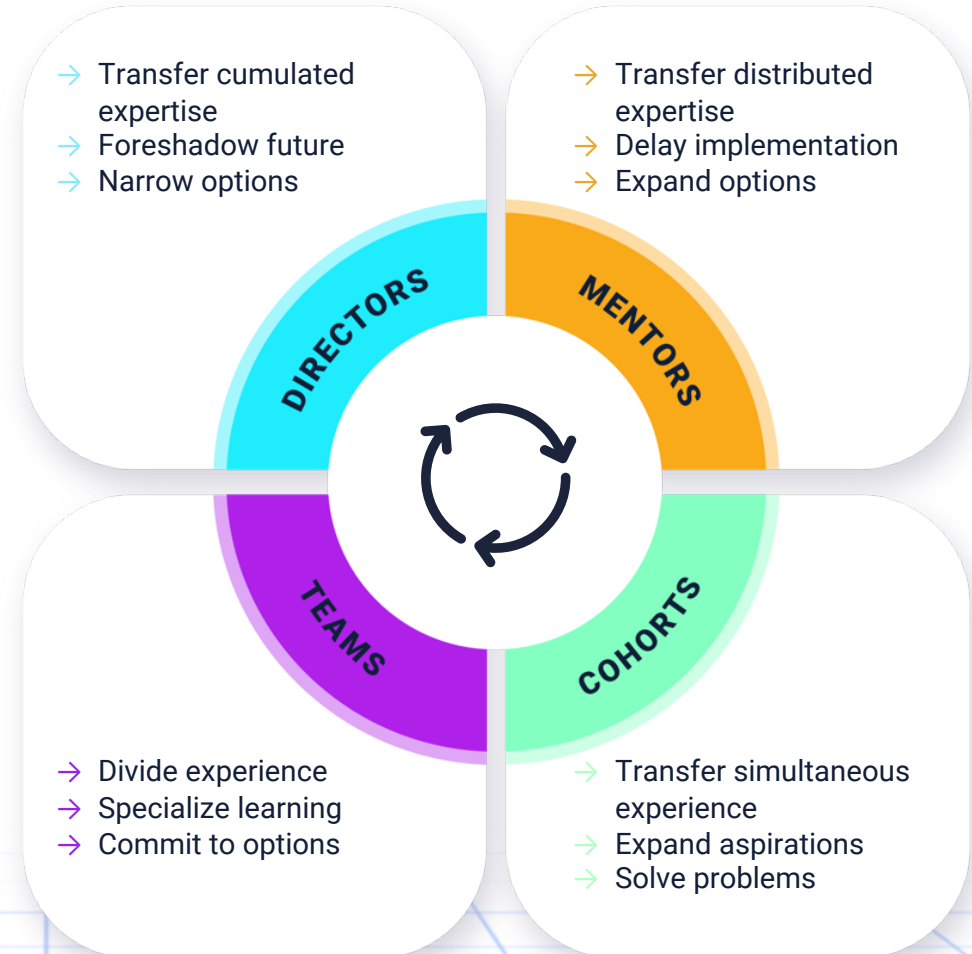 → Transfer cumulated
expertise
→ Foreshadow future
→ Narrow options
→ Transfer distributed
expertise
→ Delay implementation
→ Expand options
DIRECTORS
MENTORS
TEAMS
COHORTS
→ Divide experience
→ Specialize learning
→ Commit to options
→ Transfer simultaneous
experience
→ Expand aspirations
→ Solve problems